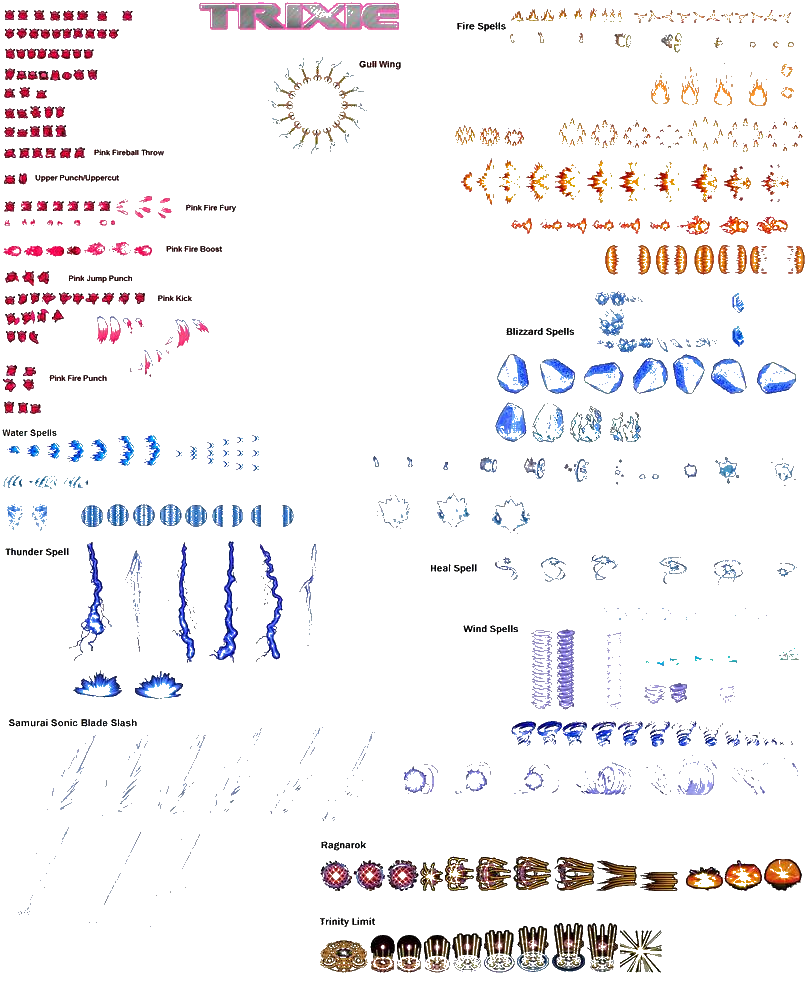 TRIXIE
Fire Spells
Gull Wing
Pink Fireball Throw
Upper Punch/Uppercut
Pink Fire Fury
Pink Fire Boost
Pink Jump Punch
Pink Kick
Blizzard Spells
Pink Fire Punch
Water Spells
Thunder Spell
Heal Spell
Wind Spells
Samurai Sonic Blade Slash
Ragnarok
Trinity Limit